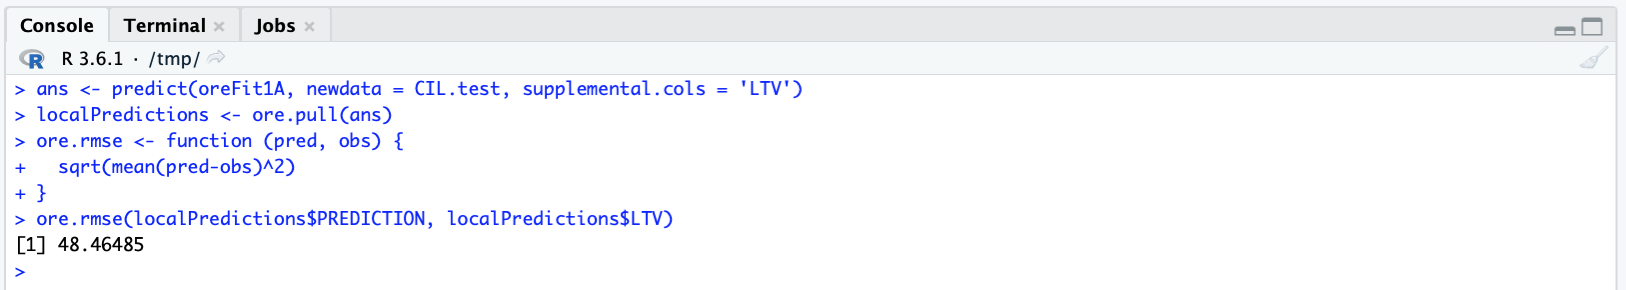 Console Terminal × Jobs ×
R R 3.6.1 · /tmp/
> ans <- predict(oreFit1A, newdata = CIL.test, supplemental.cols = 'LTV')
> localPredictions <- ore.pull(ans)
> ore.rmse <- function (pred, obs) {
+   sqrt(mean(pred-obs)^2)
+ }
> ore.rmse(localPredictions$PREDICTION, localPredictions$LTV)
[1] 48.46485
>